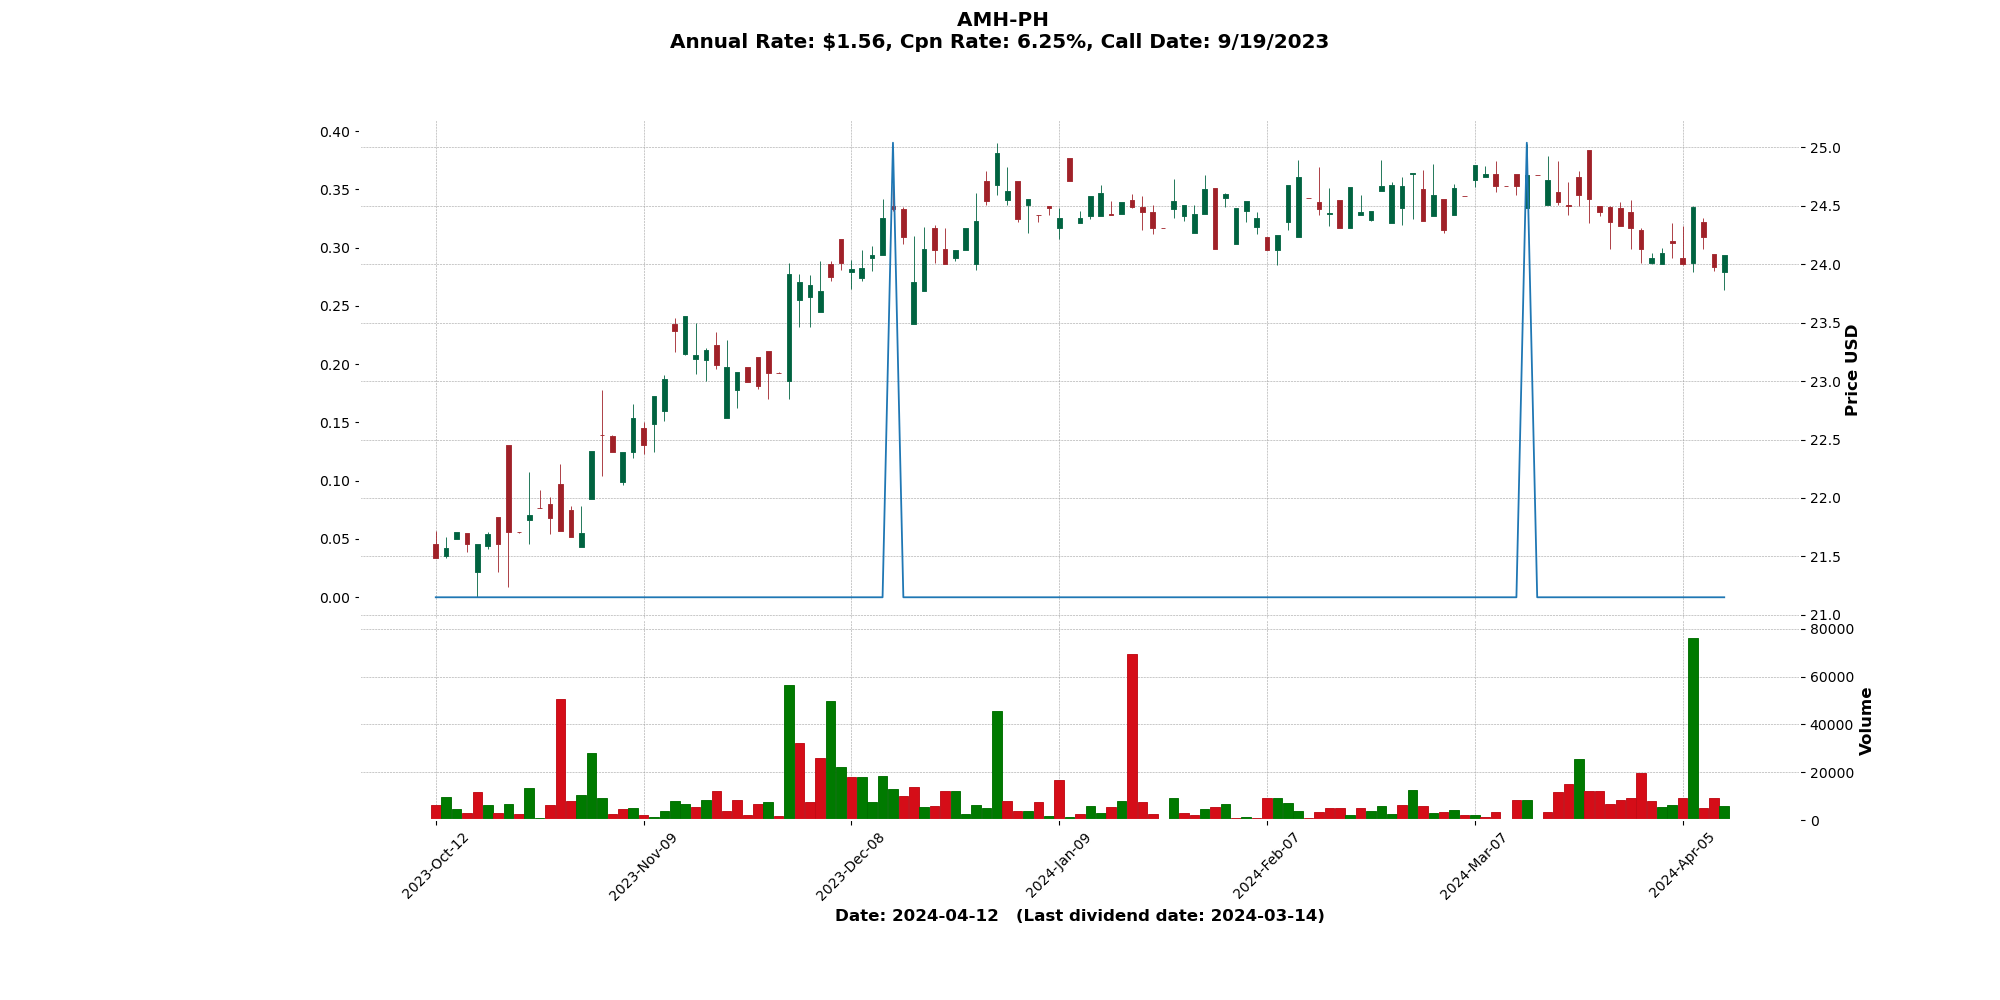 AMH-PH
Annual Rate: $1.56, Cpn Rate: 6.25%, Call Date: 9/19/2023
0.40
0.35
0.30
0.25
0.20
0.15
0.10
0.05
0.00
25.0
24.5
24.0
23.5
23.0
22.5
22.0
21.5
21.0
Price USD
80000
60000
40000
20000
0
Volume
2023-Oct-12
2023-Nov-09
2023-Dec-08
2024-Jan-09
2024-Feb-07
2024-Mar-07
2024-Apr-05
Date: 2024-04-12 (Last dividend date: 2024-03-14)